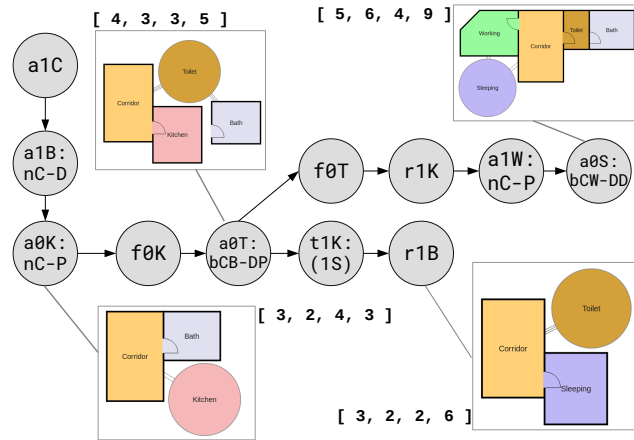 [ 4, 3, 3, 5 ]
[ 5, 6, 4, 9 ]
Working
Corridor
Toilet
Bath
Sleeping
a1C
Toilet
Corridor
Kitchen
Bath
a1B:
nC-D
f0T
r1K
a1W:
nC-P
a0S:
bCW-DD
a0K:
nC-P
f0K
a0T:
bCB-DP
t1K:
(1S)
r1B
[ 3, 2, 4, 3 ]
Bath
Corridor
Kitchen
Toilet
Corridor
Sleeping
[ 3, 2, 2, 6 ]